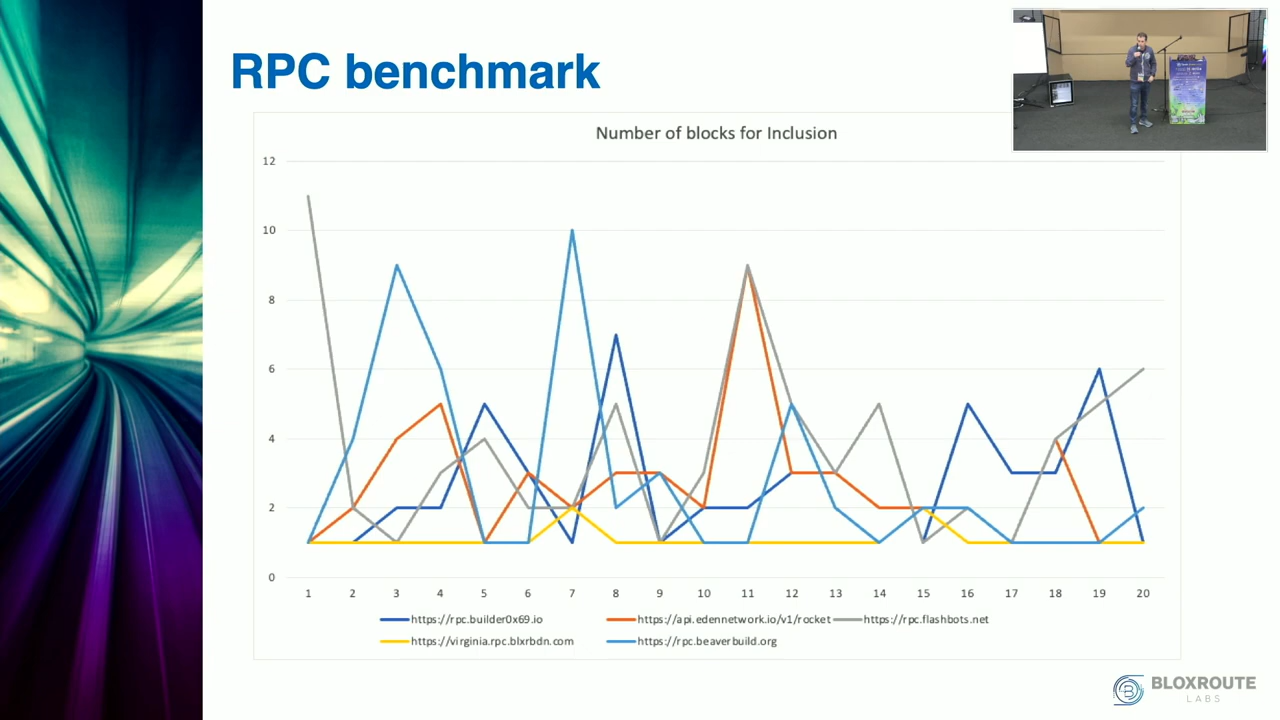 RPC benchmark
Number of blocks for Inclusion
12
10
8
6
4
2
0
1 2 3 4 5 6 7 8 9 10 11 12 13 14 15 16 17 18 19 20
https://rpc.builder0x69.io https://api.edennetwork.io/v1/rocket https://rpc.flashbots.net
https://virginia.rpc.blxrbdn.com https://rpc.beaverbuild.org
BLOXROUTE
LABS